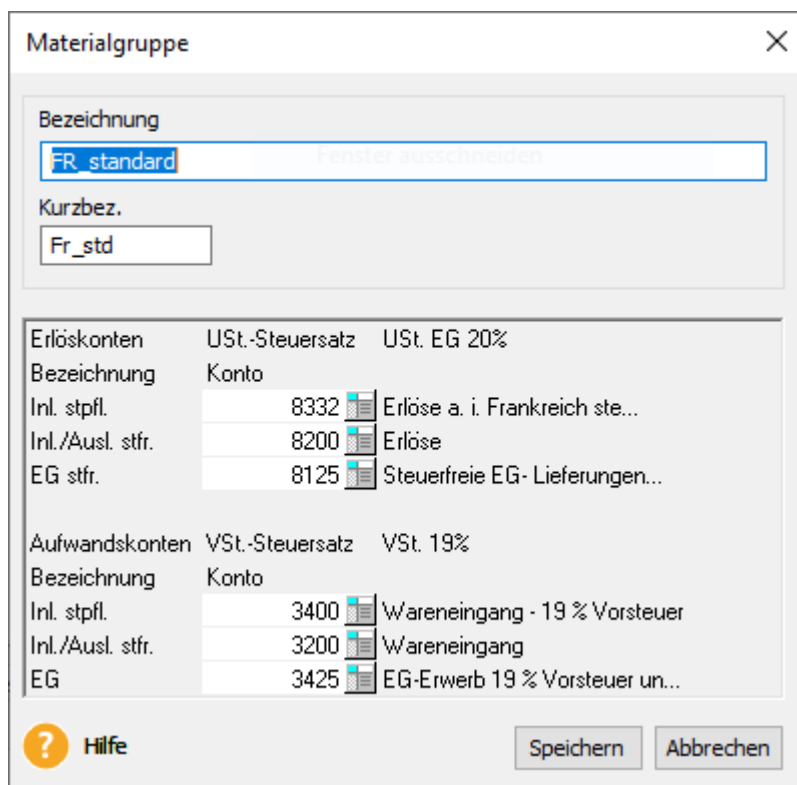 Materialgruppe
Bezeichnung
FR_standard
Fenster ausschneiden
Kurzbez.
Fr_std
Erlöskonten USt.-Steuersatz USt. EG 20%
Bezeichnung Konto
Inl. stpfl. 8332 Erlöse a. i. Frankreich ste...
Inl./Ausl. stfr. 8200 Erlöse
EG stfr. 8125 Steuerfreie EG- Lieferungen...
Aufwandskonten VSt.-Steuersatz VSt. 19%
Bezeichnung Konto
Inl. stpfl. 3400 Wareneingang - 19 % Vorsteuer
Inl./Ausl. stfr. 3200 Wareneingang
EG 3425 EG-Erwerb 19 % Vorsteuer un...
? Hilfe Speichern Abbrechen